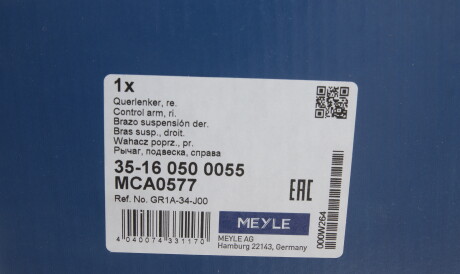 1x
Querlenker, re.
Control arm, ri.
Brazo suspensión der.
Bras susp., droit.
Wahacz poprz., pr.
Рычаг, подвеска, справа
35-16 050 0055
MCA0577
Ref. No. GR1A-34-J00
EAC
MEYLE
MEYLE AG
Hamburg 22143, Germany
4 040074 331170
000W264